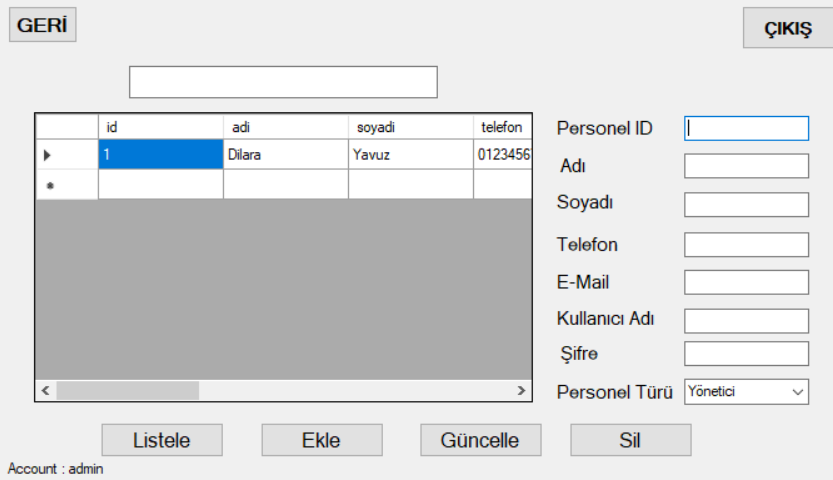 GERİ
ÇIKIŞ
id adi soyadi telefon
1 Dilara Yavuz 01234567
Personel ID
Adı
Soyadı
Telefon
E-Mail
Kullanıcı Adı
Şifre
Personel Türü Yönetici
Listele Ekle Güncelle Sil
Account : admin